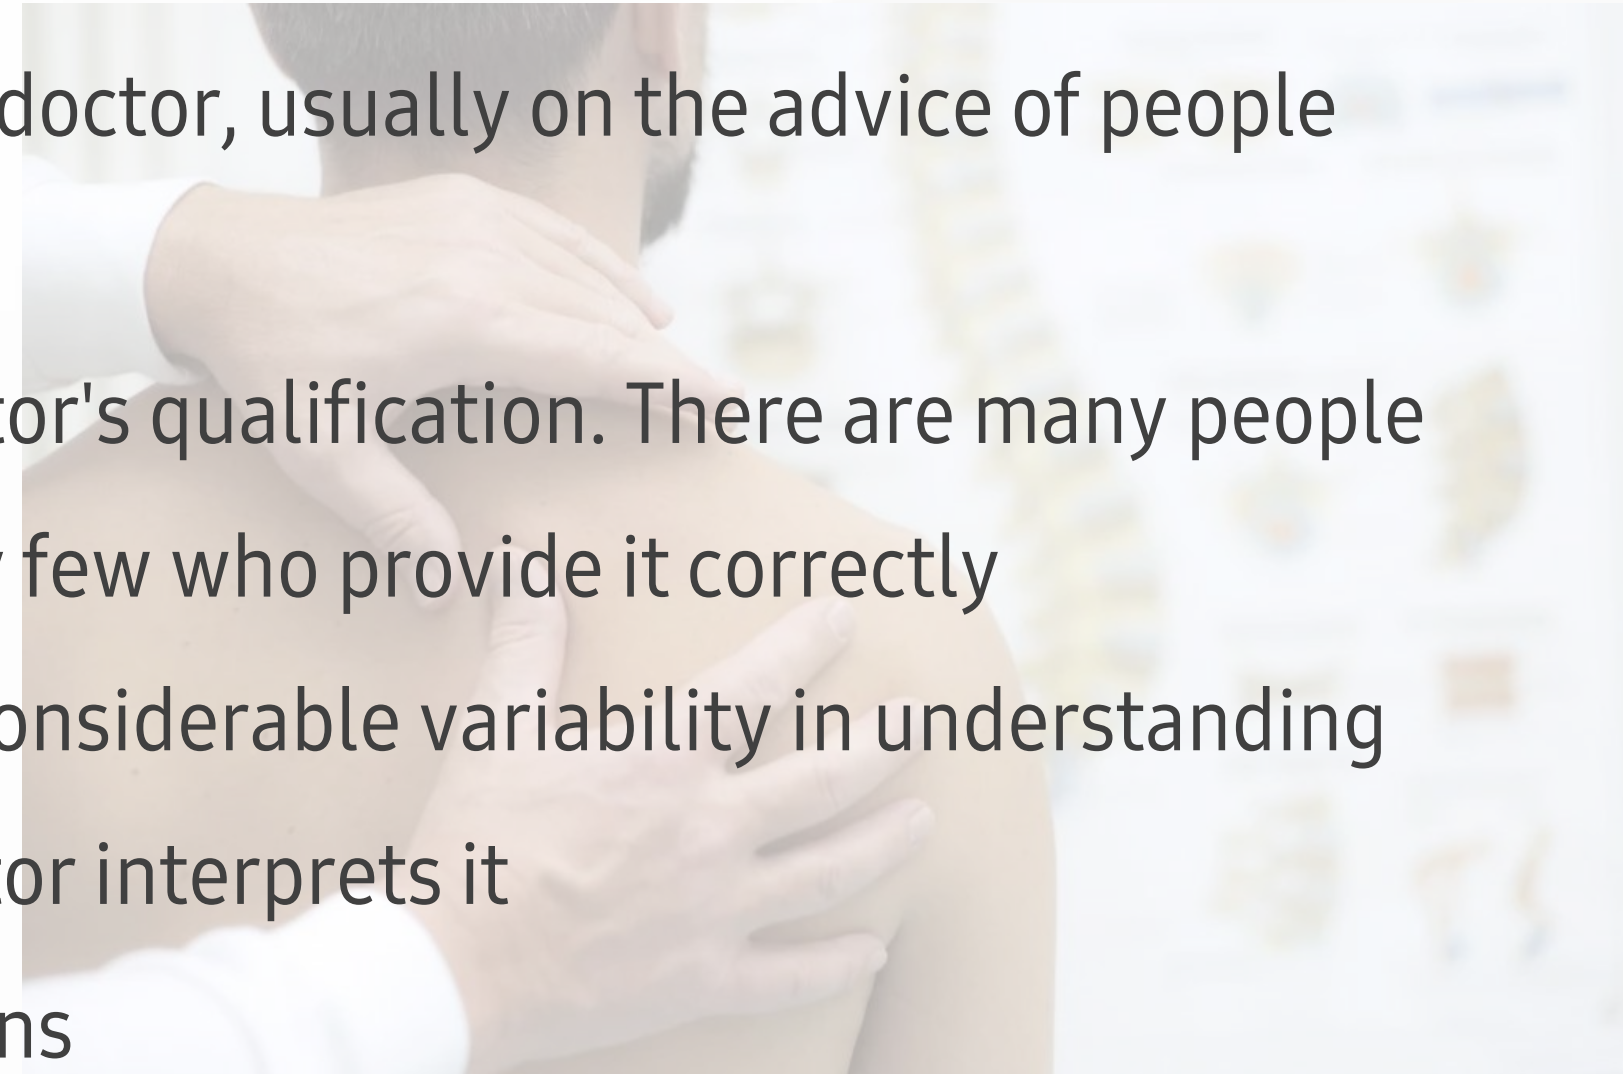 doctor, usually on the advice of people
tor's qualification. There are many people
few who provide it correctly
onsiderable variability in understanding
tor interprets it
ns